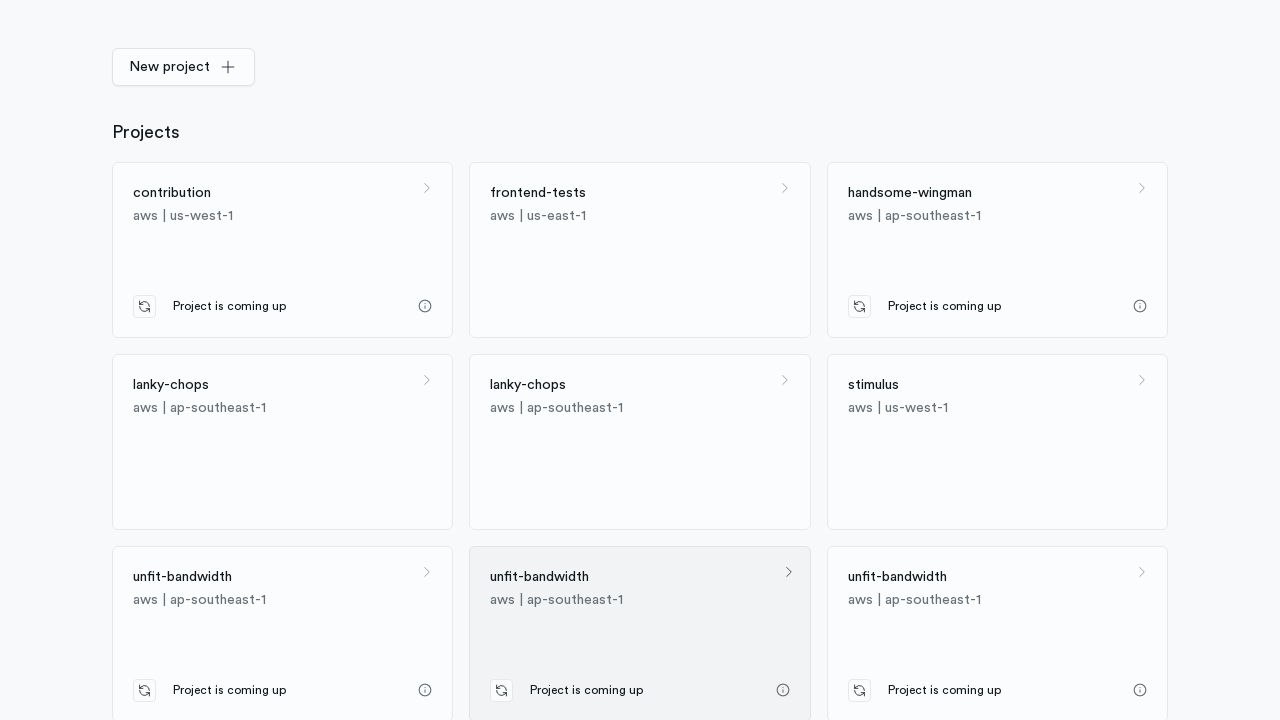 New project
Projects
contribution
aws | us-west-1
Project is coming up
frontend-tests
aws | us-east-1
handsome-wingman
aws | ap-southeast-1
Project is coming up
lanky-chops
aws | ap-southeast-1
lanky-chops
aws | ap-southeast-1
stimulus
aws | us-west-1
unfit-bandwidth
aws | ap-southeast-1
Project is coming up
unfit-bandwidth
aws | ap-southeast-1
Project is coming up
unfit-bandwidth
aws | ap-southeast-1
Project is coming up